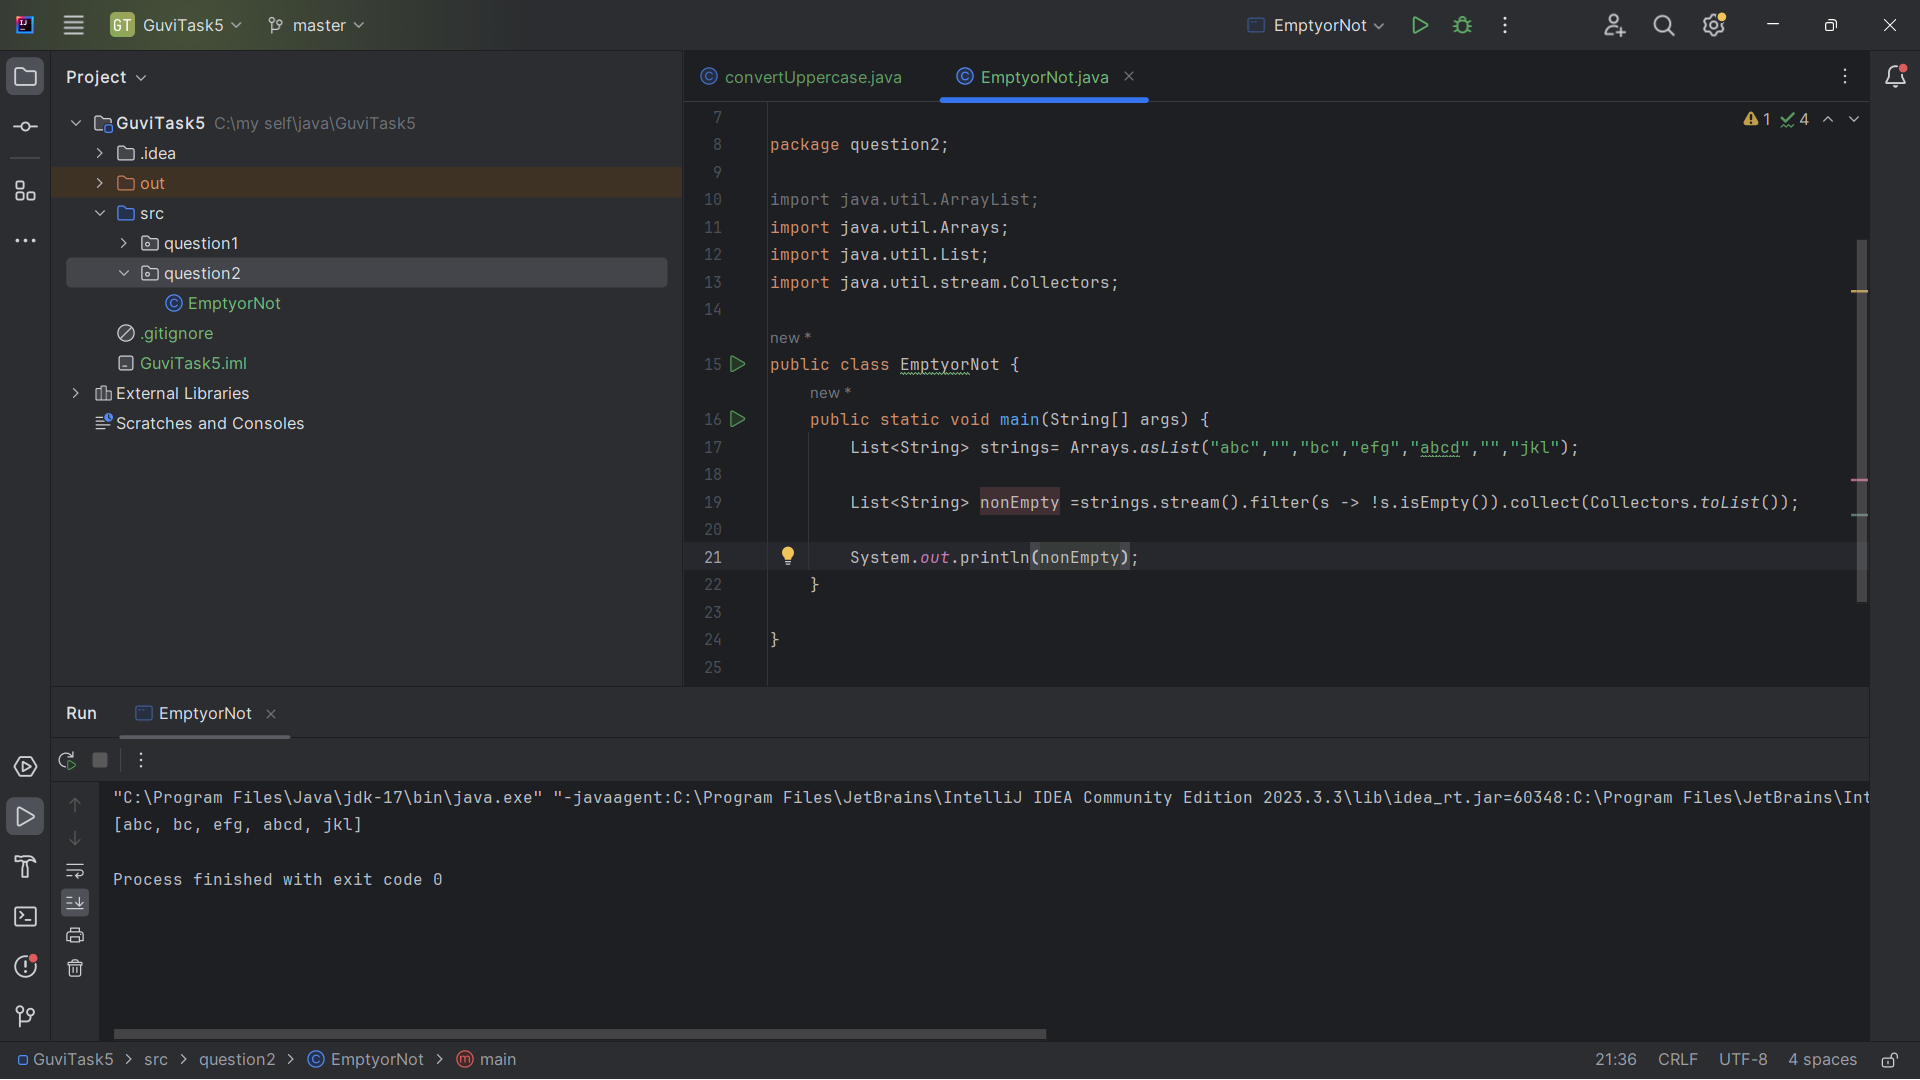 GT GuviTask5 master EmptyorNot
Project
GuviTask5 C:\my self\java\GuviTask5
.idea
out
src
question1
question2
EmptyorNot
.gitignore
GuviTask5.iml
External Libraries
Scratches and Consoles
convertUppercase.java EmptyorNot.java
1 4
7
8 package question2;
9
10 import java.util.ArrayList;
11 import java.util.Arrays;
12 import java.util.List;
13 import java.util.stream.Collectors;
14
new *
15 public class EmptyorNot {
new *
16 public static void main(String[] args) {
17 List<String> strings= Arrays.asList("abc","","bc","efg","abcd","","jkl");
18
19 List<String> nonEmpty =strings.stream().filter(s -> !s.isEmpty()).collect(Collectors.toList());
20
21 System.out.println(nonEmpty);
22 }
23
24 }
25
Run EmptyorNot
"C:\Program Files\Java\jdk-17\bin\java.exe" "-javaagent:C:\Program Files\JetBrains\IntelliJ IDEA Community Edition 2023.3.3\lib\idea_rt.jar=60348:C:\Program Files\JetBrains\Int
[abc, bc, efg, abcd, jkl]
Process finished with exit code 0
GuviTask5 > src > question2 > EmptyorNot > main
21:36 CRLF UTF-8 4 spaces